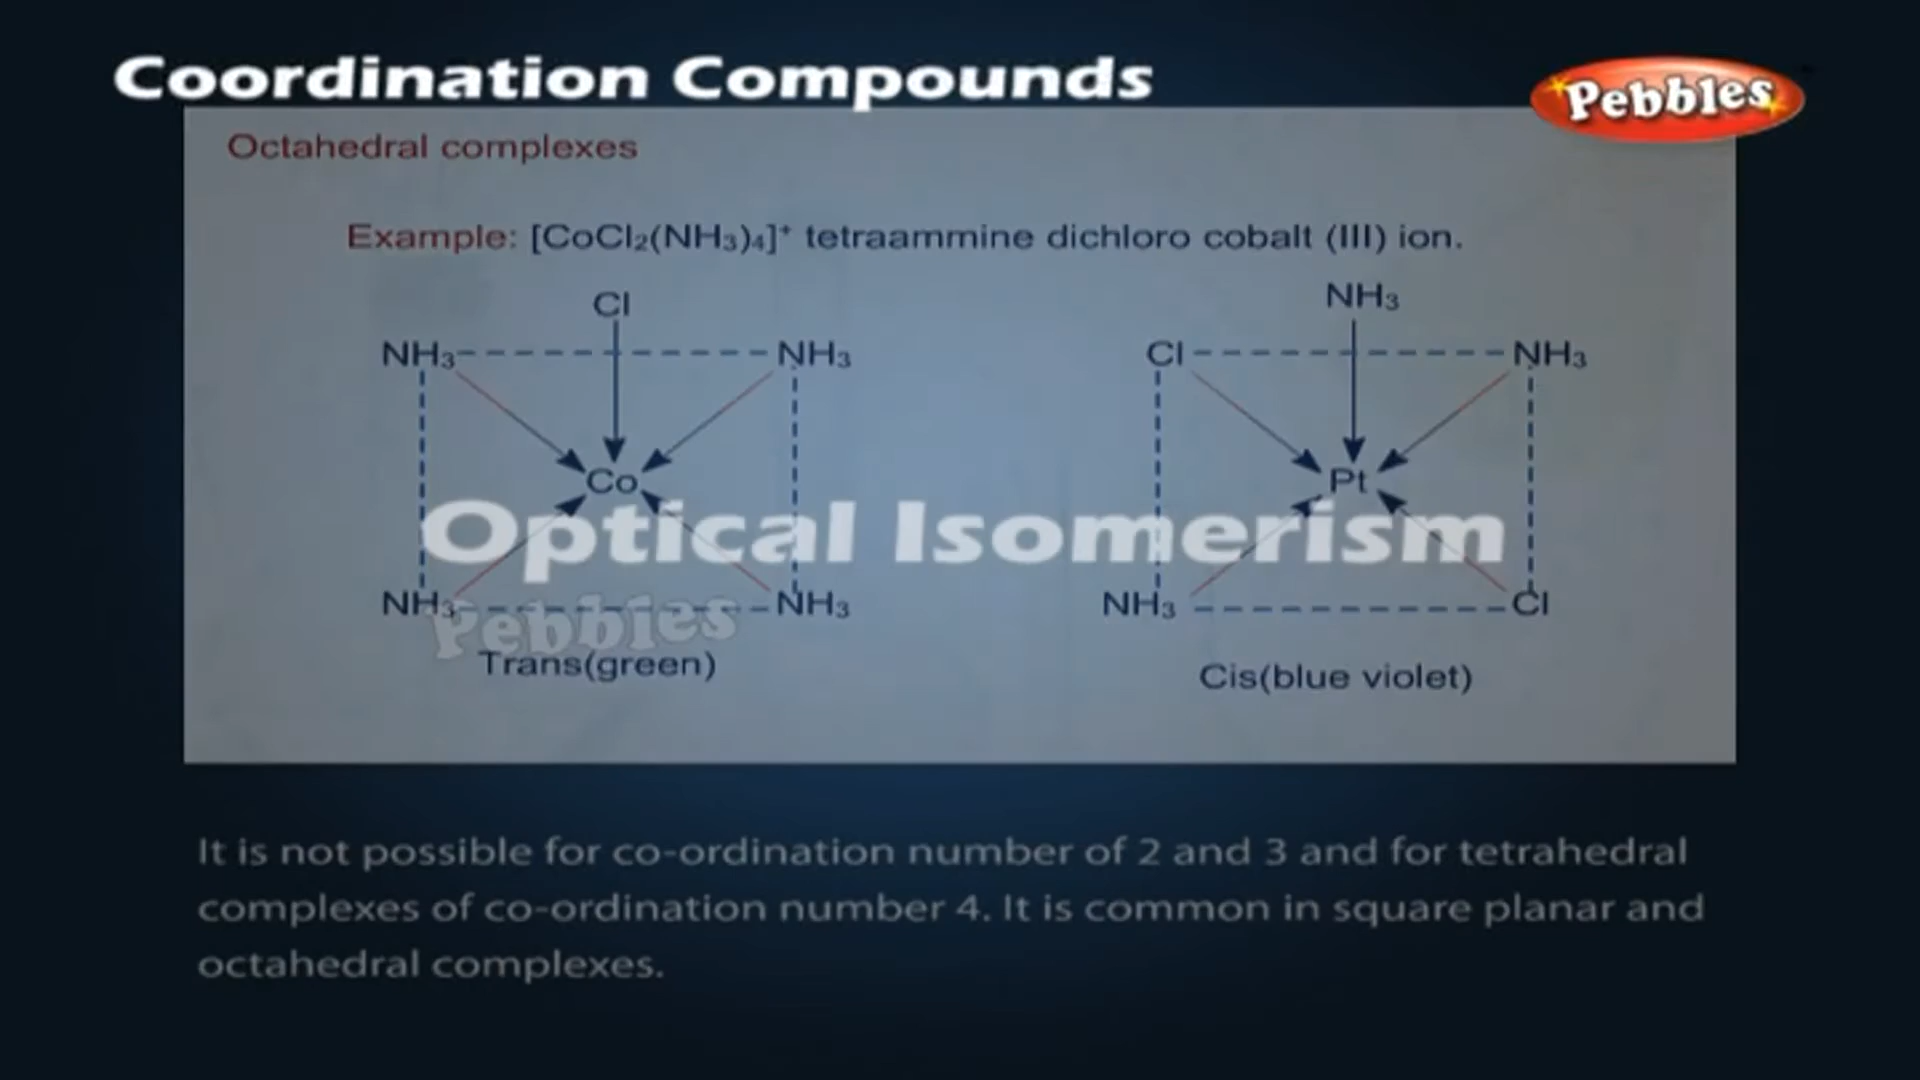 Coordination Compounds
Pebbles
Octahedral complexes
Example: [CoCl₂(NH₃)₄]⁺ tetraammine dichloro cobalt (III) ion.
Cl
NH₃
NH₃
NH₃
Cl
NH₃
Co
Pt
Optical Isomerism
NH₃
NH₃
NH₃
Cl
Pebbles
Trans(green)
Cis(blue violet)
It is not possible for co-ordination number of 2 and 3 and for tetrahedral
complexes of co-ordination number 4. It is common in square planar and
octahedral complexes.